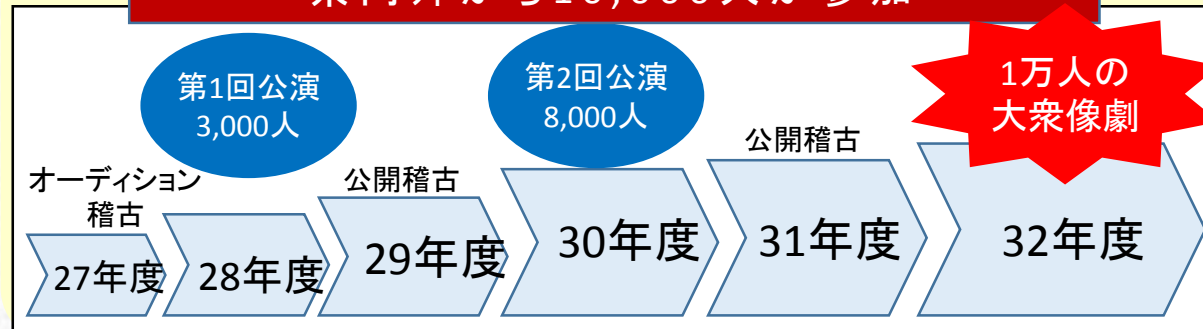 第1回公演
3,000人
第2回公演
8,000人
1万人の
大衆像劇
オーディション
稽古
公開稽古
公開稽古
27年度
28年度
29年度
30年度
31年度
32年度